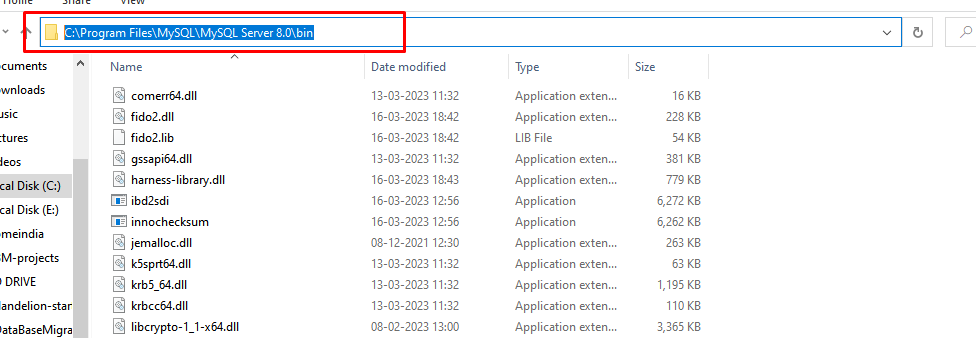 Home Share View
C:\Program Files\MySQL\MySQL Server 8.0\bin
Name Date modified Type Size
ocuments
ownloads
usic
ctures
deos
cal Disk (C:)
cal Disk (E:)
omeindia
BM-projects
O DRIVE
andelion-star
DataBaseMigra
comerr64.dll 13-03-2023 11:32 Application exten... 16 KB
fido2.dll 16-03-2023 18:42 Application exten... 228 KB
fido2.lib 16-03-2023 18:42 LIB File 54 KB
gssapi64.dll 13-03-2023 11:32 Application exten... 381 KB
harness-library.dll 16-03-2023 18:43 Application exten... 779 KB
ibd2sdi 16-03-2023 12:56 Application 6,272 KB
innochecksum 16-03-2023 12:56 Application 6,262 KB
jemalloc.dll 08-12-2021 12:30 Application exten... 263 KB
k5sprt64.dll 13-03-2023 11:32 Application exten... 63 KB
krb5_64.dll 13-03-2023 11:32 Application exten... 1,195 KB
krbcc64.dll 13-03-2023 11:32 Application exten... 110 KB
libcrypto-1_1-x64.dll 08-02-2023 13:00 Application exten... 3,365 KB